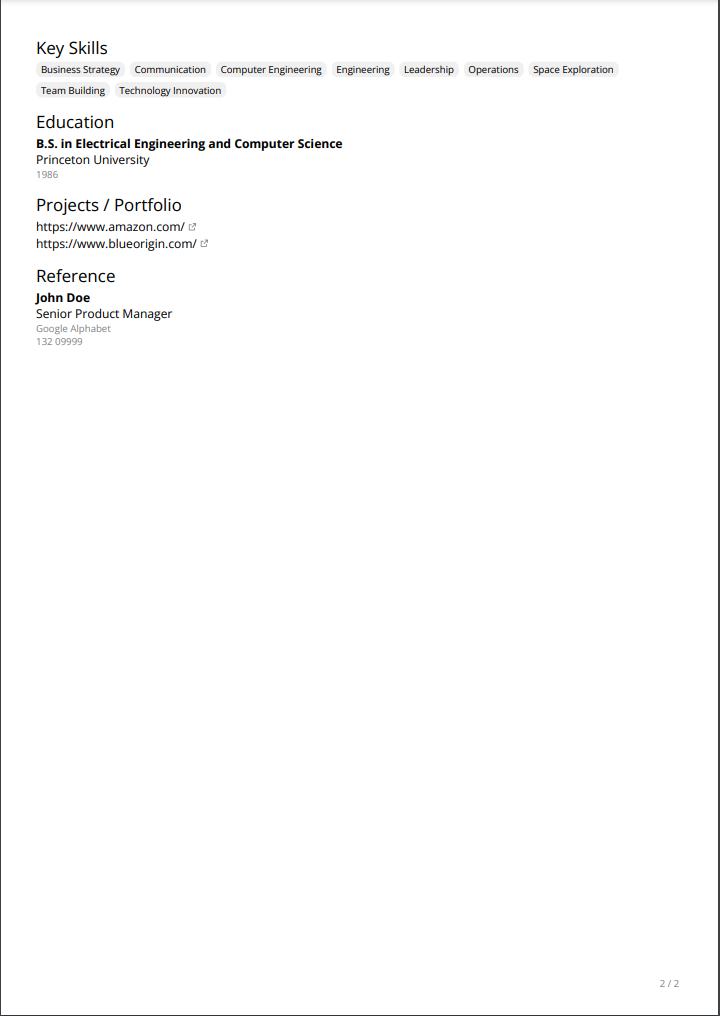 Key Skills
Business Strategy Communication Computer Engineering Engineering Leadership Operations Space Exploration
Team Building Technology Innovation
Education
B.S. in Electrical Engineering and Computer Science
Princeton University
1986
Projects / Portfolio
https://www.amazon.com/
https://www.blueorigin.com/
Reference
John Doe
Senior Product Manager
Google Alphabet
132 09999
2 / 2